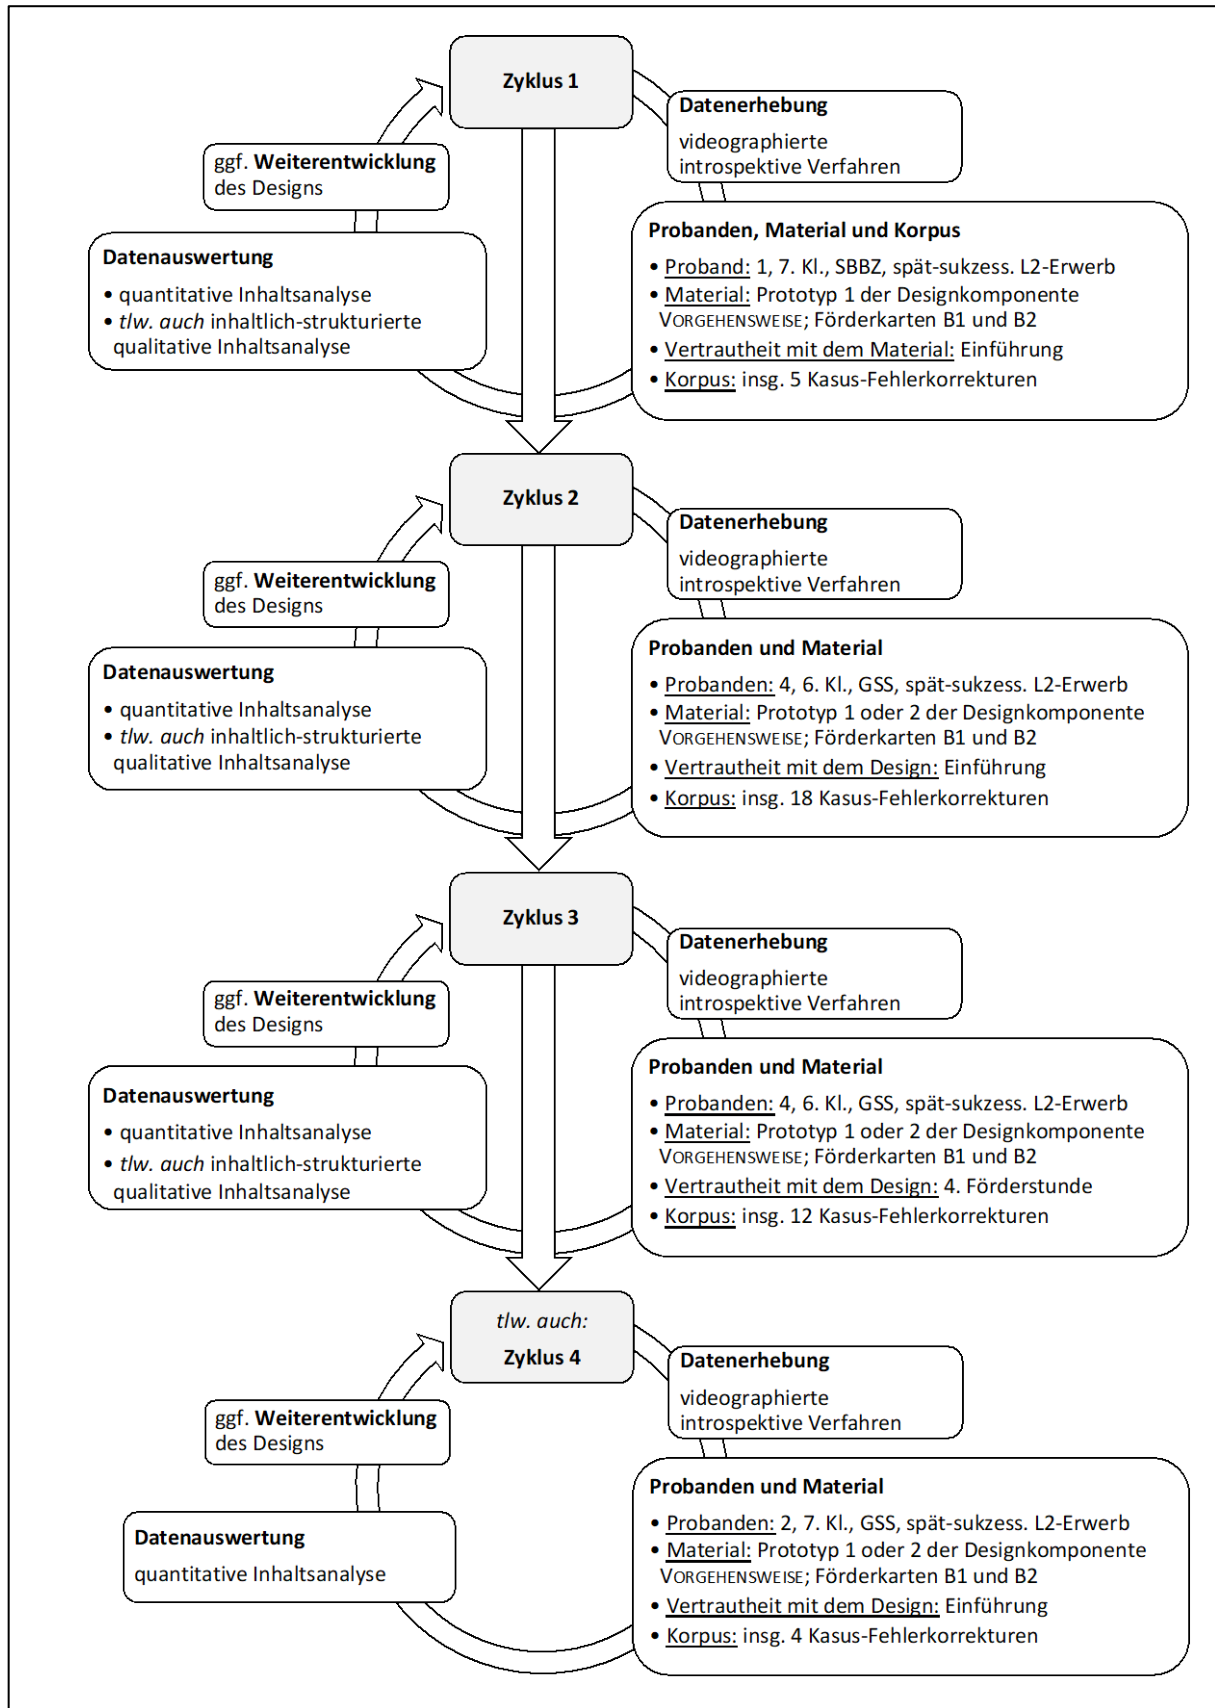 Zyklus 1
Datenerhebung
videographierte
introspektive Verfahren
ggf. Weiterentwicklung
des Designs
Probanden, Material und Korpus
• Proband: 1, 7. Kl., SBBZ, spät-sukzess. L2-Erwerb
• Material: Prototyp 1 der Designkomponente
VORGEHENSWEISE; Förderkarten B1 und B2
• Vertrautheit mit dem Material: Einführung
• Korpus: insg. 5 Kasus-Fehlerkorrekturen
Datenauswertung
• quantitative Inhaltsanalyse
• tlw. auch inhaltlich-strukturierte
qualitative Inhaltsanalyse
Zyklus 2
Datenerhebung
videographierte
introspektive Verfahren
ggf. Weiterentwicklung
des Designs
Probanden und Material
• Probanden: 4, 6. Kl., GSS, spät-sukzess. L2-Erwerb
• Material: Prototyp 1 oder 2 der Designkomponente
VORGEHENSWEISE; Förderkarten B1 und B2
• Vertrautheit mit dem Design: Einführung
• Korpus: insg. 18 Kasus-Fehlerkorrekturen
Datenauswertung
• quantitative Inhaltsanalyse
• tlw. auch inhaltlich-strukturierte
qualitative Inhaltsanalyse
Zyklus 3
Datenerhebung
videographierte
introspektive Verfahren
ggf. Weiterentwicklung
des Designs
Probanden und Material
• Probanden: 4, 6. Kl., GSS, spät-sukzess. L2-Erwerb
• Material: Prototyp 1 oder 2 der Designkomponente
VORGEHENSWEISE; Förderkarten B1 und B2
• Vertrautheit mit dem Design: 4. Förderstunde
• Korpus: insg. 12 Kasus-Fehlerkorrekturen
Datenauswertung
• quantitative Inhaltsanalyse
• tlw. auch inhaltlich-strukturierte
qualitative Inhaltsanalyse
tlw. auch:
Zyklus 4
Datenerhebung
videographierte
introspektive Verfahren
ggf. Weiterentwicklung
des Designs
Probanden und Material
• Probanden: 2, 7. Kl., GSS, spät-sukzess. L2-Erwerb
• Material: Prototyp 1 oder 2 der Designkomponente
VORGEHENSWEISE; Förderkarten B1 und B2
• Vertrautheit mit dem Design: Einführung
• Korpus: insg. 4 Kasus-Fehlerkorrekturen
Datenauswertung
quantitative Inhaltsanalyse